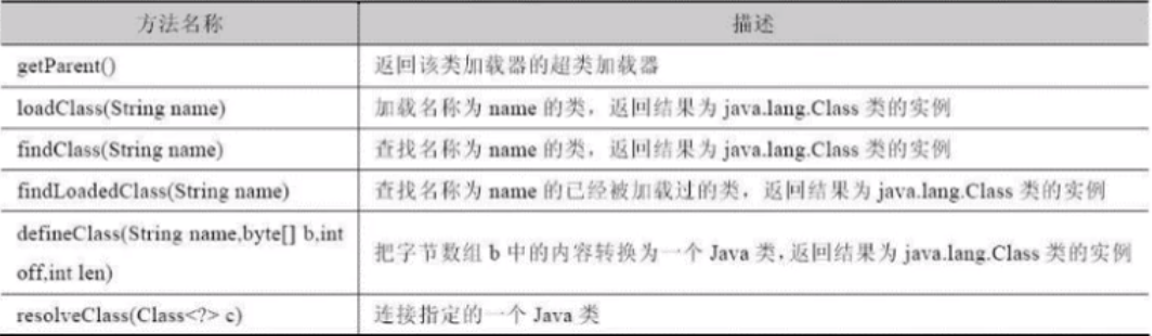 方法名称 描述
getParent() 返回该类加载器的超类加载器
loadClass(String name) 加载名称为 name 的类，返回结果为 java.lang.Class 类的实例
findClass(String name) 查找名称为 name 的类，返回结果为 java.lang.Class 类的实例
findLoadedClass(String name) 查找名称为 name 的已经被加载过的类，返回结果为 java.lang.Class 类的实例
defineClass(String name,byte[] b,int
off,int len) 把字节数组 b 中的内容转换为一个 Java 类，返回结果为 java.lang.Class 类的实例
resolveClass(Class<?> c) 连接指定的一个 Java 类